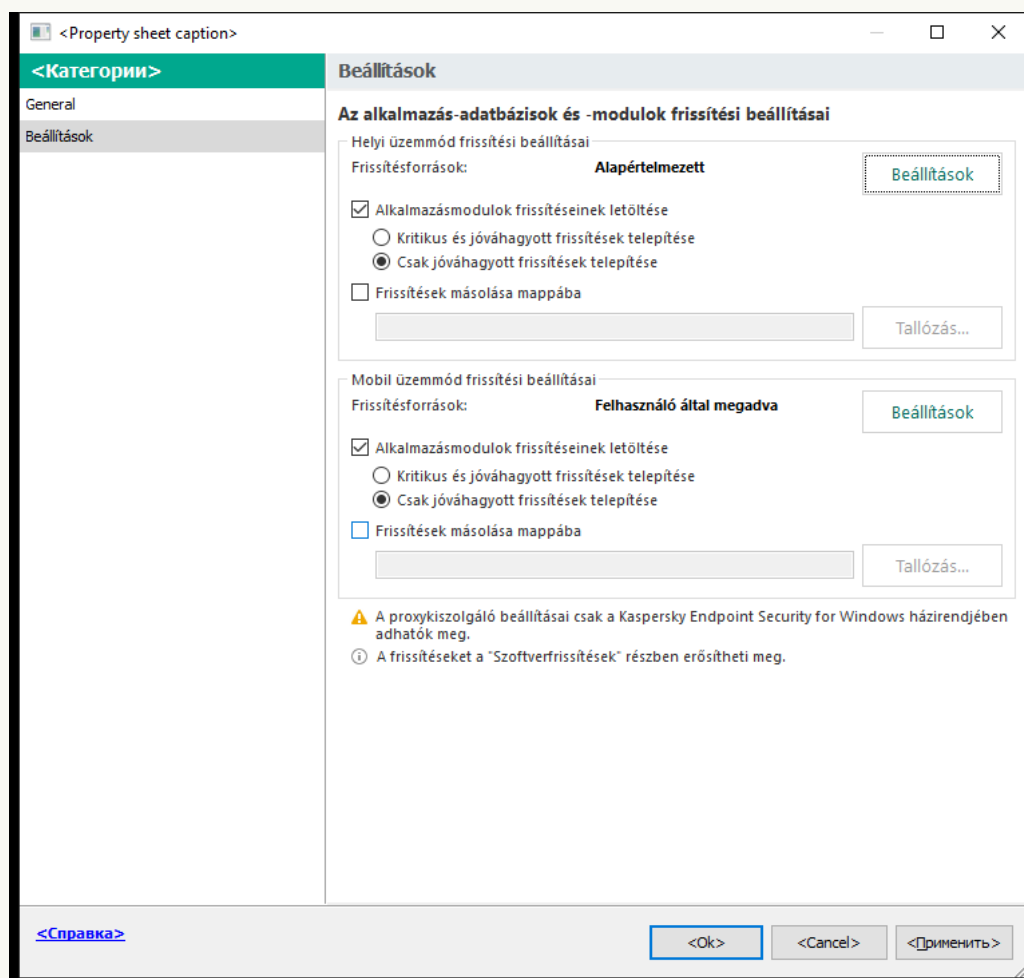 <Property sheet caption>
<Категории>
General
Beállítások
Beállítások
Az alkalmazás-adatbázisok és -modulok frissítési beállításai
Helyi üzemmód frissítési beállításai
Frissítésforrások: Alapértelmezett Beállítások
Alkalmazásmodulok frissítéseinek letöltése
Kritikus és jóváhagyott frissítések telepítése
Csak jóváhagyott frissítések telepítése
Frissítések másolása mappába
Tallózás...
Mobil üzemmód frissítési beállításai
Frissítésforrások: Felhasználó által megadva Beállítások
Alkalmazásmodulok frissítéseinek letöltése
Kritikus és jóváhagyott frissítések telepítése
Csak jóváhagyott frissítések telepítése
Frissítések másolása mappába
Tallózás...
A proxykiszolgáló beállításai csak a Kaspersky Endpoint Security for Windows házirendjében
adhatók meg.
A frissítéseket a "Szoftverfrissítések" részben erősítheti meg.
<Справка>
<Ok> <Cancel> <Применить>